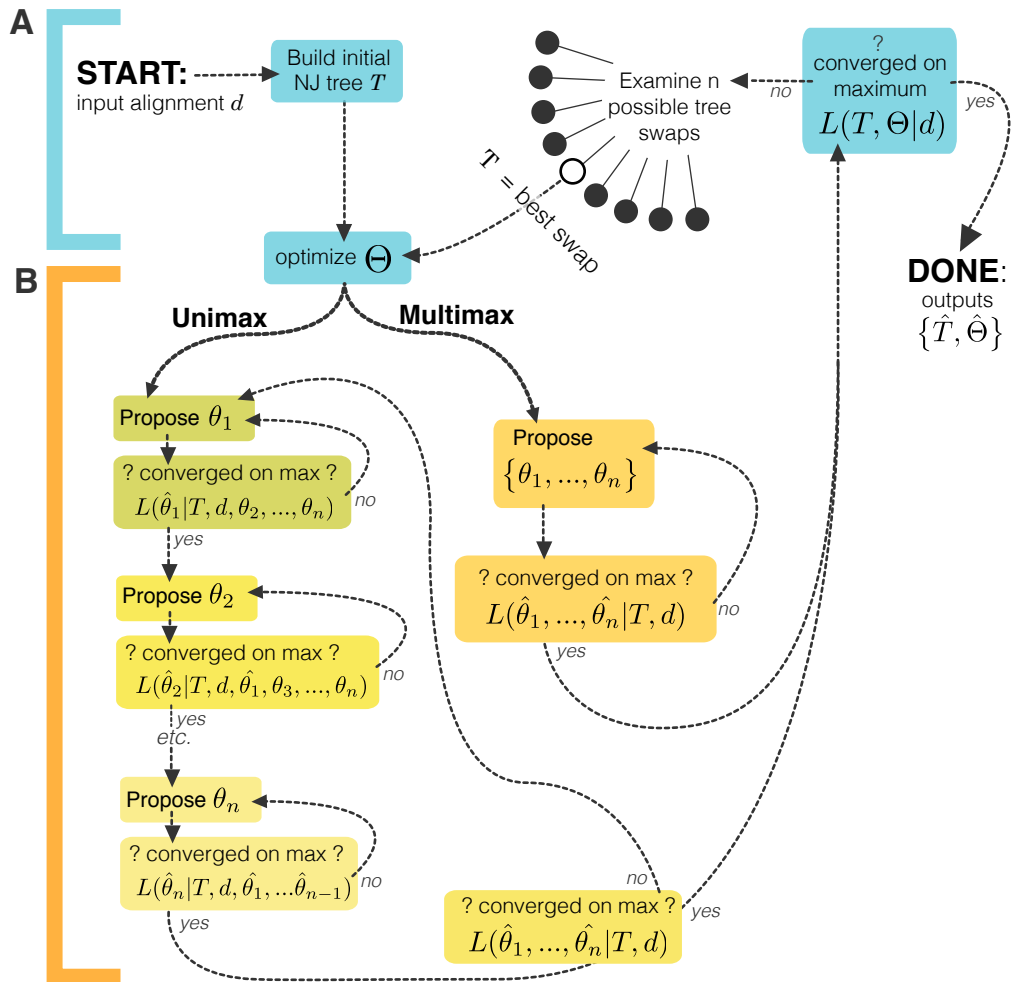 A
START:
input alignment d
Build initial
NJ tree T
Examine n
possible tree
swaps
T = best swap
?
converged on
maximum
L(T, Θ|d)
no
yes
DONE:
outputs
{T̂, Θ̂}
optimize Θ
B
Unimax
Multimax
Propose θ₁
? converged on max ?
L(θ̂₁|T, d, θ₂, ..., θₙ)
no
yes
Propose θ₂
? converged on max ?
L(θ̂₂|T, d, θ̂₁, θ₃, ..., θₙ)
no
yes
etc.
Propose θₙ
? converged on max ?
L(θ̂ₙ|T, d, θ̂₁, ...θ̂ₙ₋₁)
no
yes
Propose
{θ₁, ..., θₙ}
? converged on max ?
L(θ̂₁, ..., θ̂ₙ|T, d)
no
yes
no
? converged on max ?
L(θ̂₁, ..., θ̂ₙ|T, d)
yes